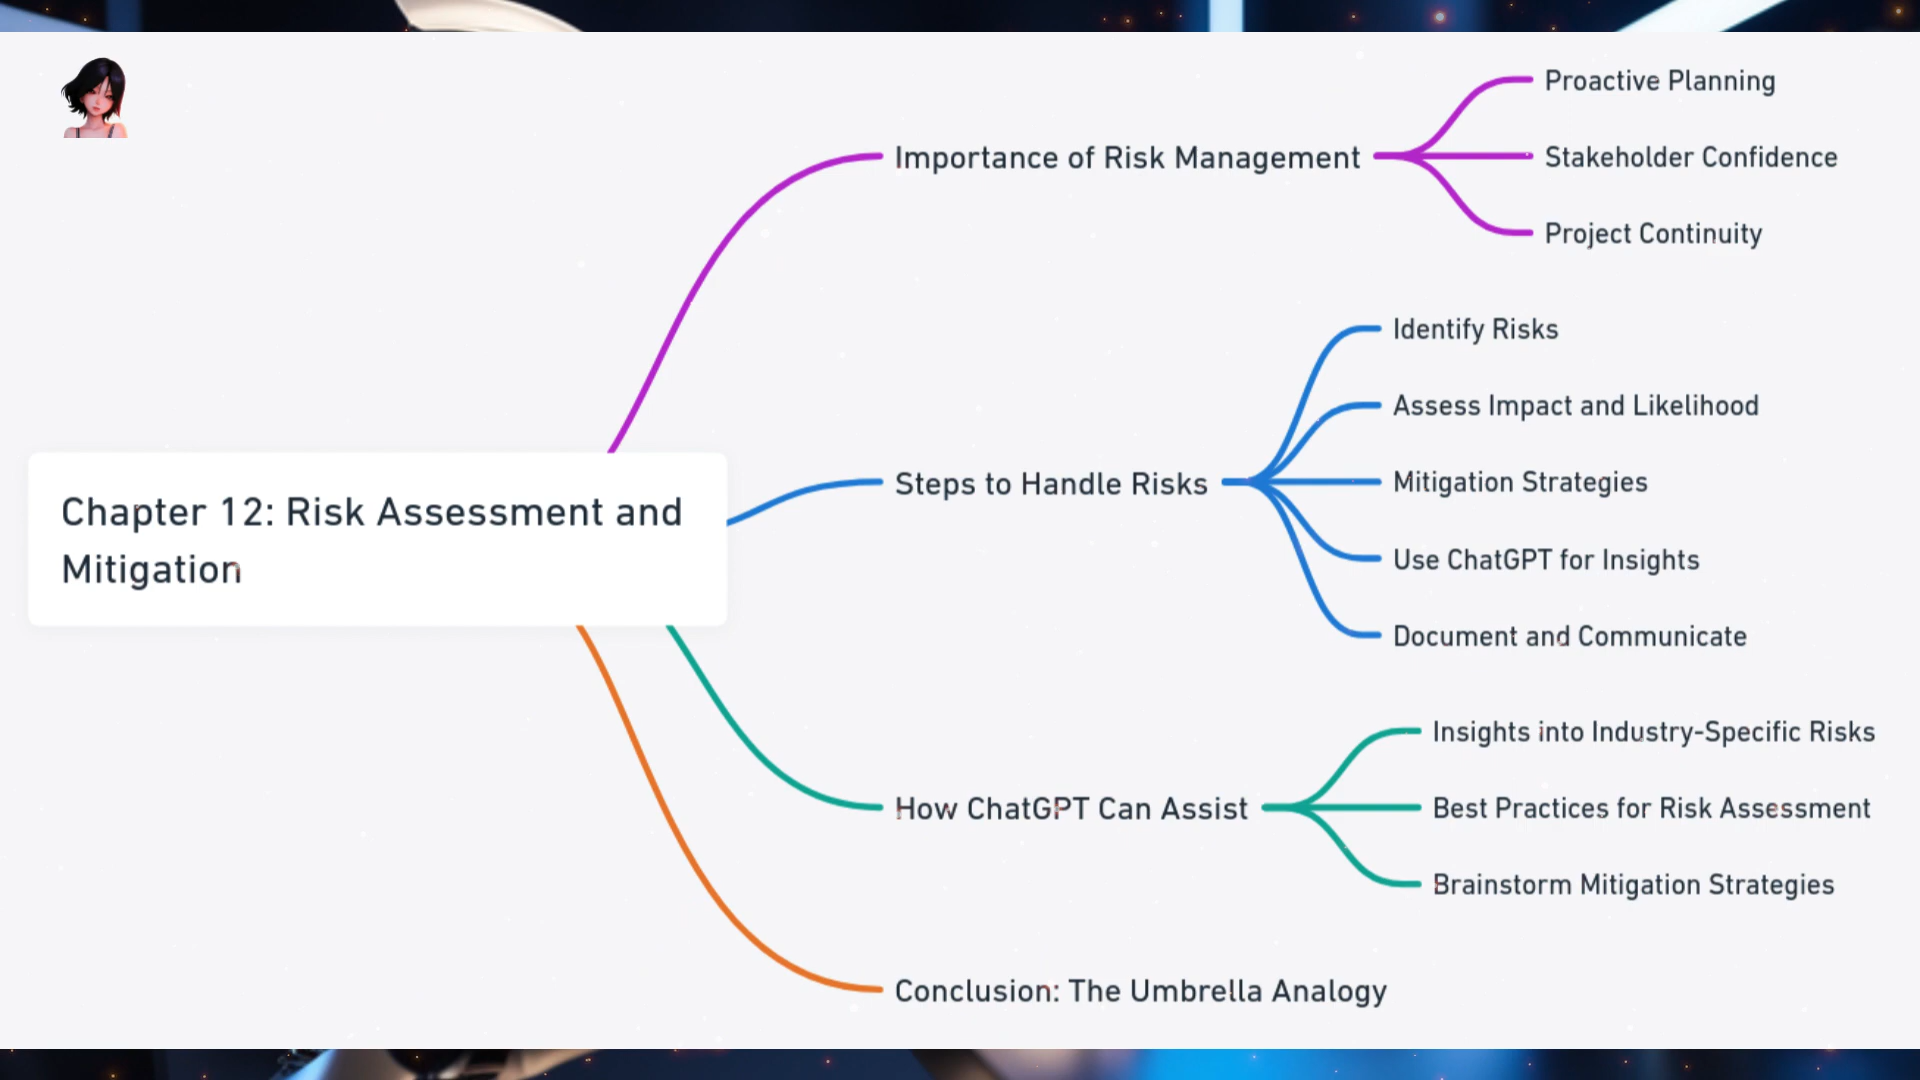 Chapter 12: Risk Assessment and
Mitigation
Importance of Risk Management
Proactive Planning
Stakeholder Confidence
Project Continuity
Steps to Handle Risks
Identify Risks
Assess Impact and Likelihood
Mitigation Strategies
Use ChatGPT for Insights
Document and Communicate
How ChatGPT Can Assist
Insights into Industry-Specific Risks
Best Practices for Risk Assessment
Brainstorm Mitigation Strategies
Conclusion: The Umbrella Analogy